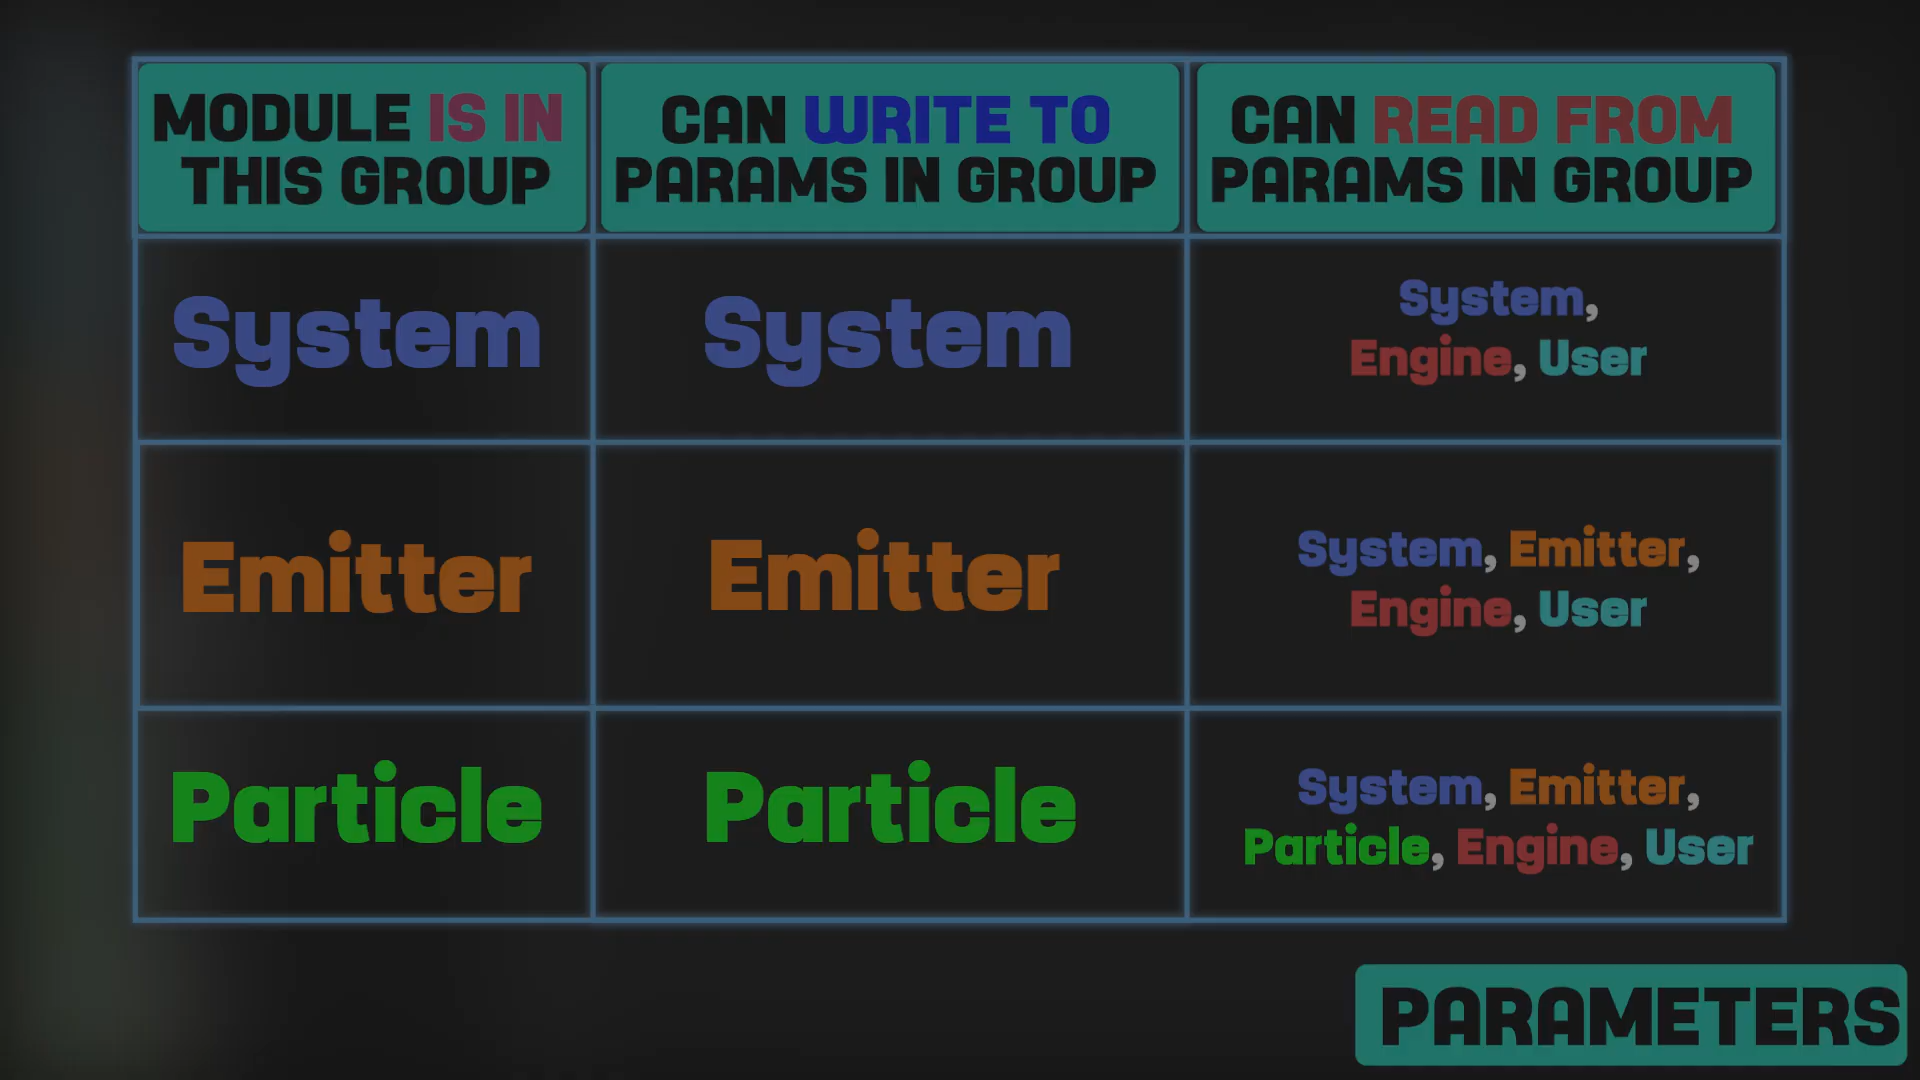 MODULE IS IN
THIS GROUP
CAN WRITE TO
PARAMS IN GROUP
CAN READ FROM
PARAMS IN GROUP
System
System
System,
Engine, User
Emitter
Emitter
System, Emitter,
Engine, User
Particle
Particle
System, Emitter,
Particle, Engine, User
PARAMETERS